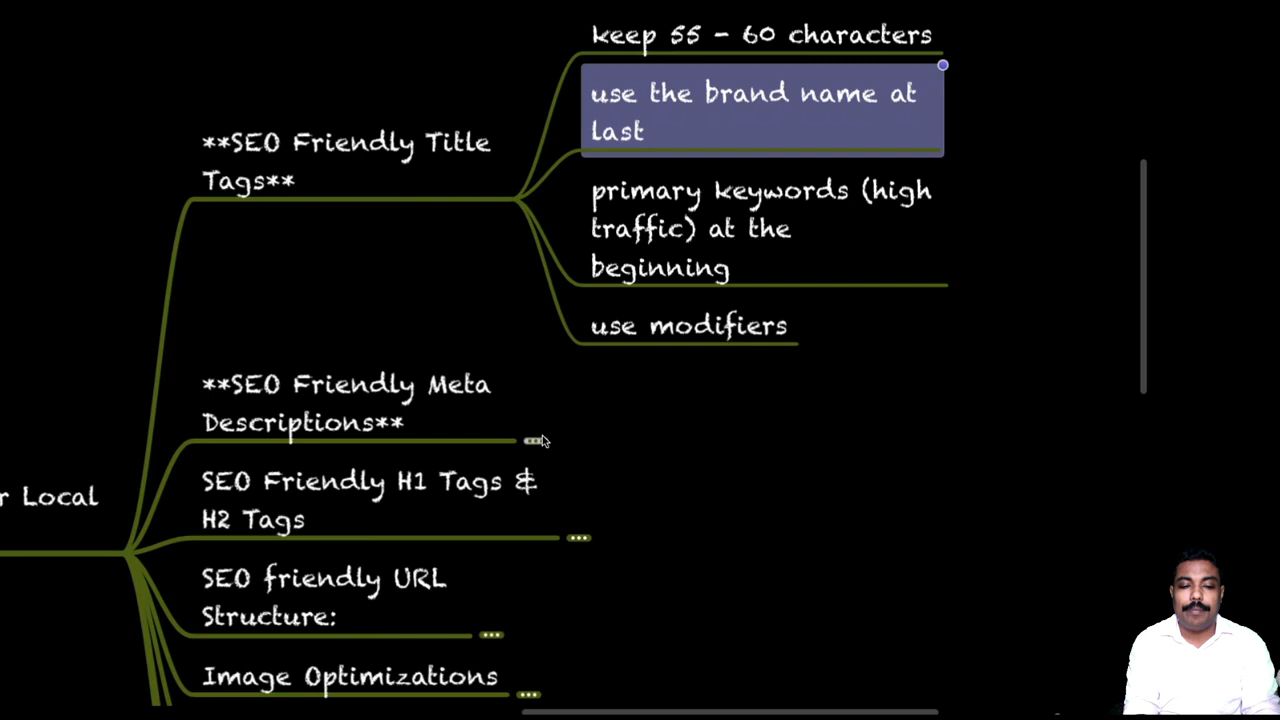 keep 55 - 60 characters
use the brand name at
last
**SEO Friendly Title
Tags**
primary keywords (high
traffic) at the
beginning
use modifiers
**SEO Friendly Meta
Descriptions**
SEO Friendly H1 Tags &
H2 Tags
r Local
SEO friendly URL
Structure:
Image Optimizations